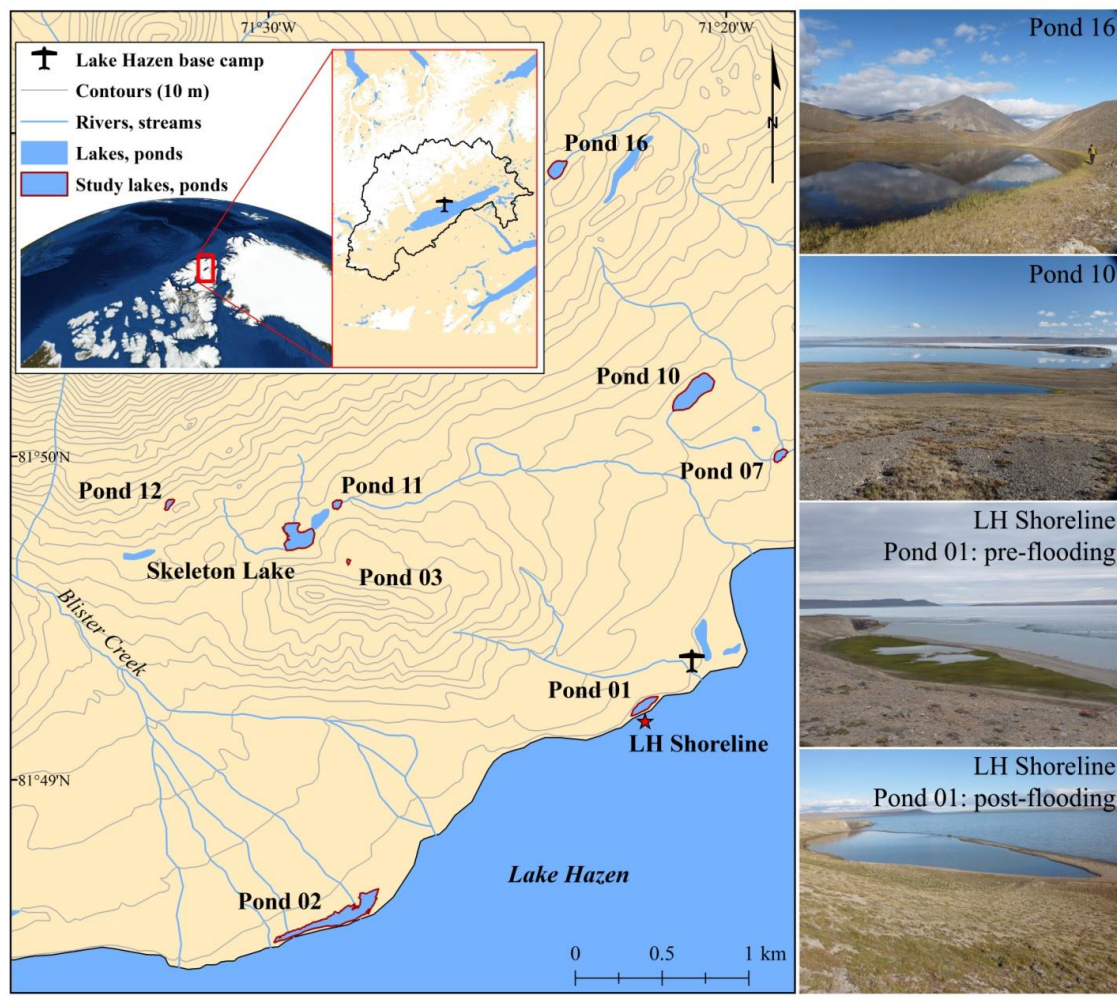 71°30'W
71°20'W
Lake Hazen base camp
Contours (10 m)
Rivers, streams
Lakes, ponds
Study lakes, ponds
N
Pond 16
Pond 10
Pond 07
81°50'N
Pond 12
Pond 11
Skeleton Lake
Pond 03
Blister Creek
Pond 01
LH Shoreline
81°49'N
Lake Hazen
Pond 02
0 0.5 1 km
Pond 16
Pond 10
LH Shoreline
Pond 01: pre-flooding
LH Shoreline
Pond 01: post-flooding